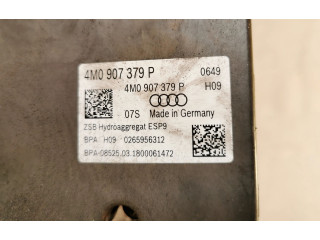 4M0 907 379 P 0649
4M0 907 379 P H09
07S Made in Germany
ZSB Hydroaggregat ESP9
BPA H09 0265956312
BPA-08525.03.1800061472